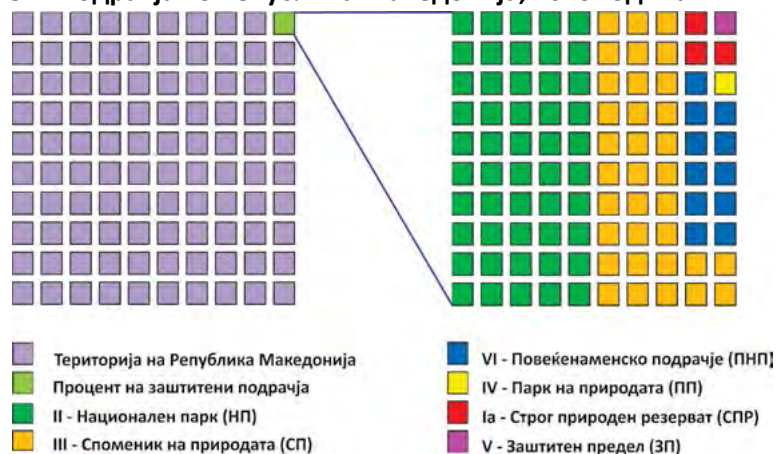 Територија на Република Македонија
Процент на заштитени подрачја
II - Национален парк (НП)
III - Споменик на природата (СП)
VI - Повеќенаменско подрачје (ПНП)
IV - Парк на природата (ПП)
Ia - Строг природен резерват (СПР)
V - Заштитен предел (ЗП)